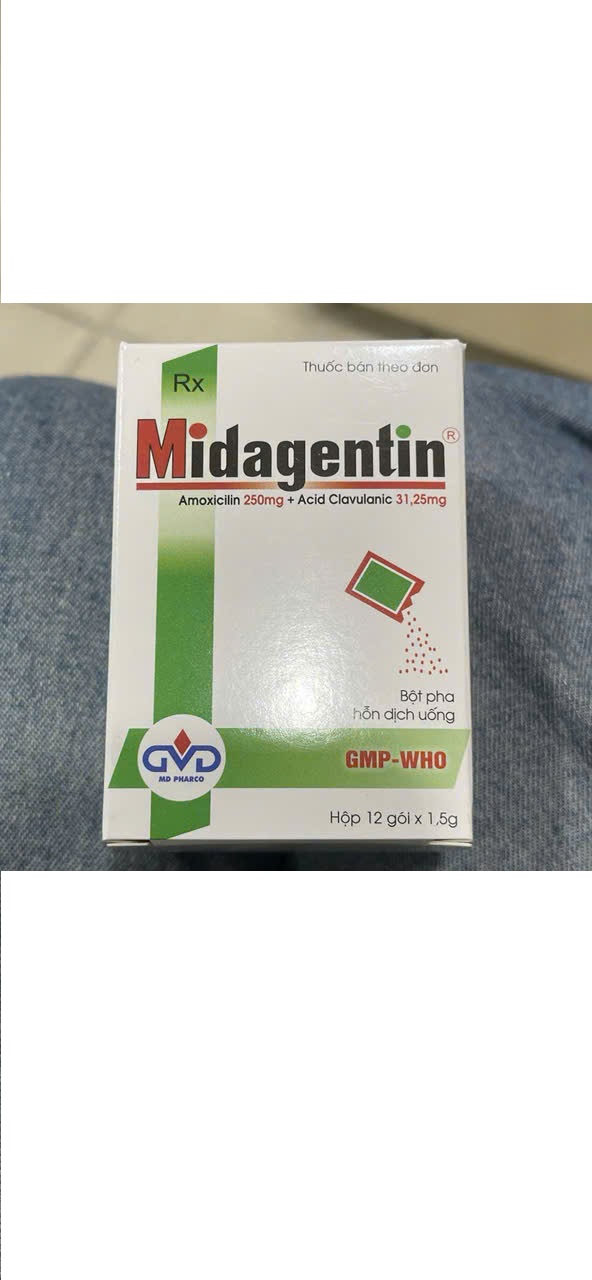 Rx
Thuốc bán theo đơn
Midagentin®
Amoxicilin 250mg + Acid Clavulanic 31,25mg
Bột pha
hỗn dịch uống
GMP-WHO
GMD
MD PHARCO
Hộp 12 gói x 1,5g